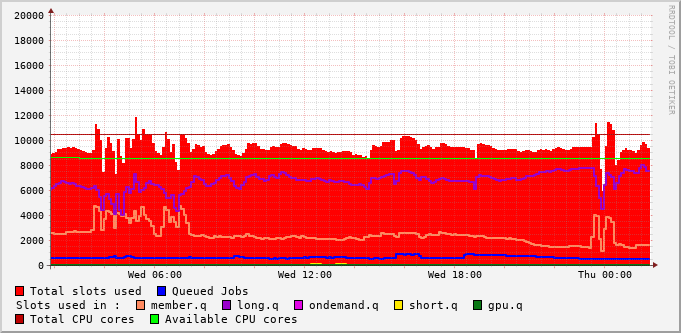 20000
18000
16000
14000
12000
10000
8000
6000
4000
2000
0
Wed 06:00 Wed 12:00 Wed 18:00 Thu 00:00
RRDTOOL / TOBI OETIKER
Total slots used Queued Jobs
Slots used in : member.q long.q ondemand.q short.q gpu.q
Total CPU cores Available CPU cores